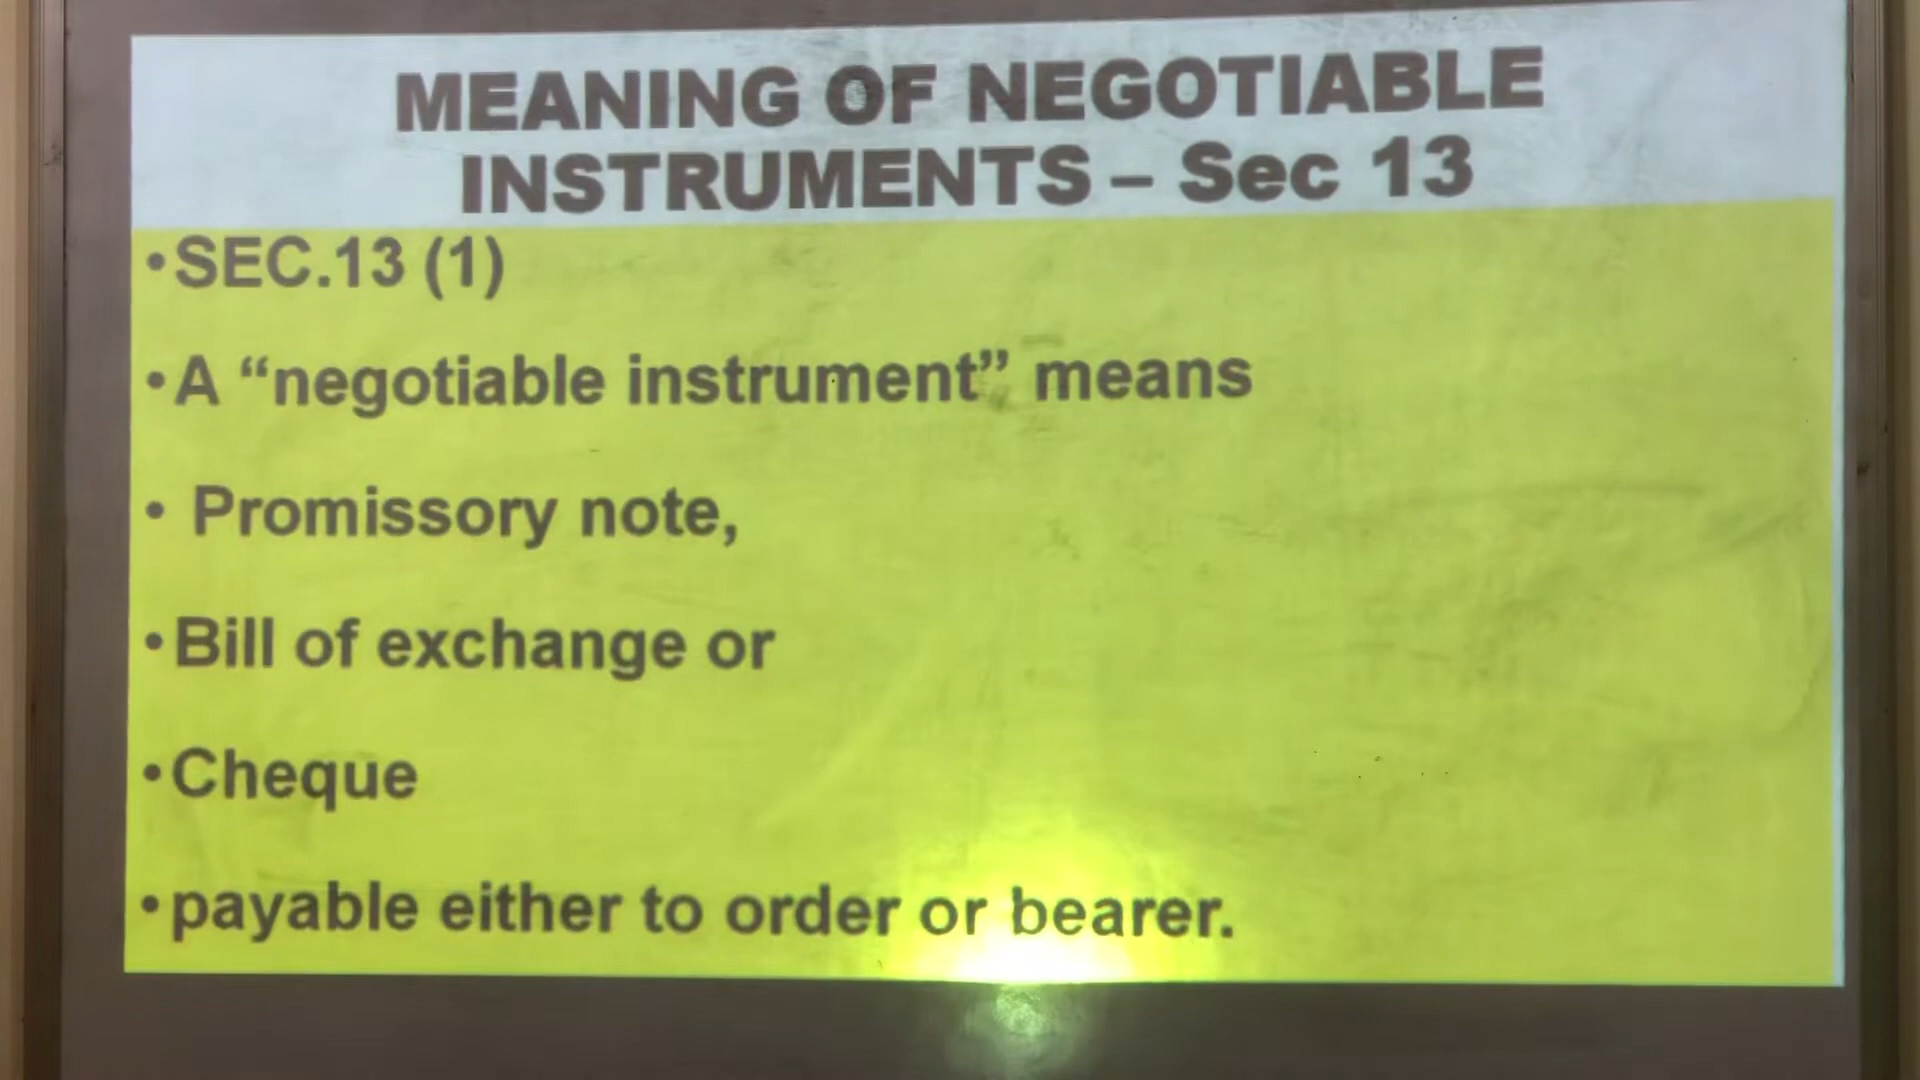 MEANING OF NEGOTIABLE
INSTRUMENTS – Sec 13
•SEC.13 (1)
•A “negotiable instrument” means
• Promissory note,
•Bill of exchange or
•Cheque
•payable either to order or bearer.